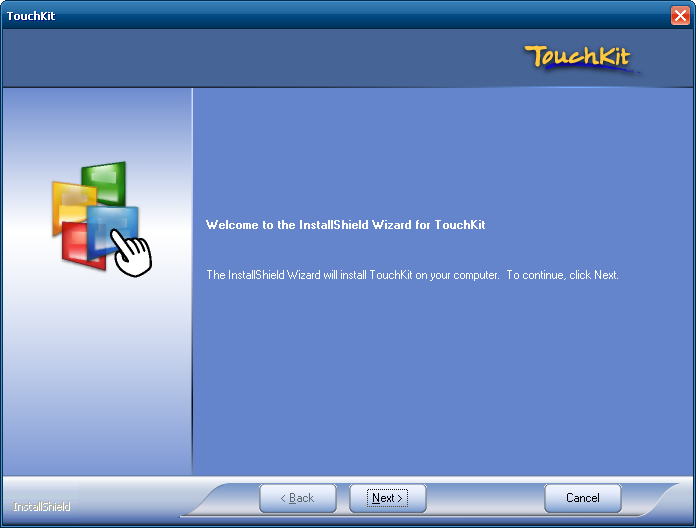 TouchKit
TouchKit
Welcome to the InstallShield Wizard for TouchKit
The InstallShield Wizard will install TouchKit on your computer.  To continue, click Next.
InstallShield
< Back
Next >
Cancel